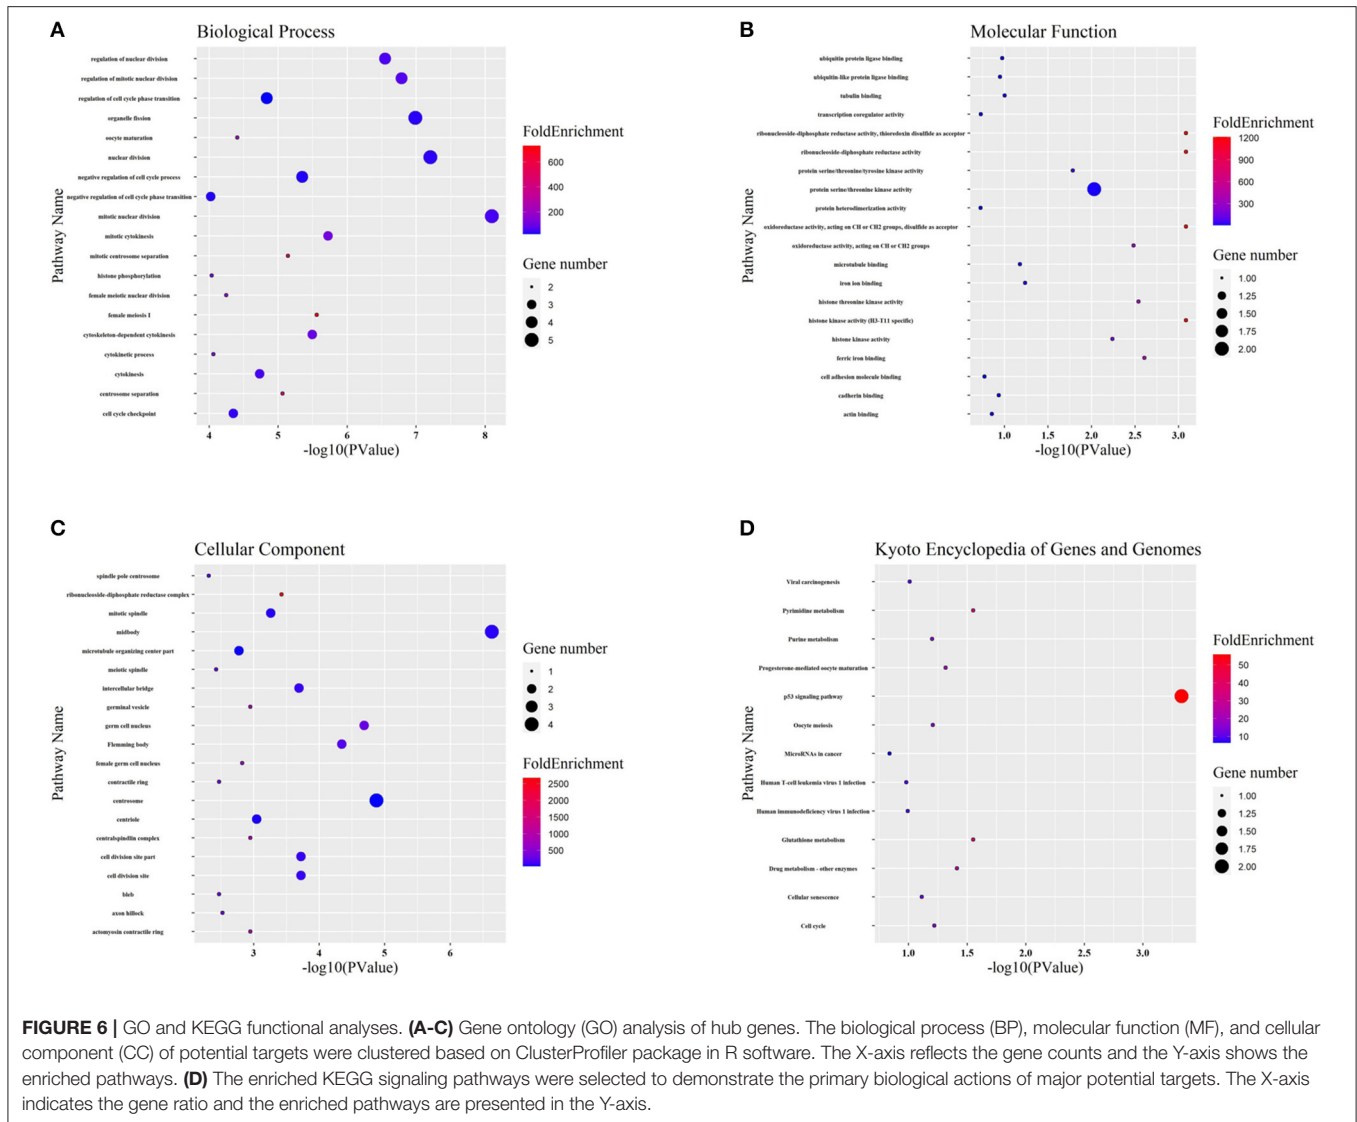 A
Biological Process
regulation of nuclear division
regulation of mitotic nuclear division
regulation of cell cycle phase transition
organelle fission
oocyte maturation
nuclear division
negative regulation of cell cycle process
negative regulation of cell cycle phase transition
mitotic nuclear division
mitotic cytokinesis
mitotic centrosome separation
histone phosphorylation
female meiotic nuclear division
female meiosis I
cytoskeleton-dependent cytokinesis
cytokinetic process
cytokinesis
centrosome separation
cell cycle checkpoint
Pathway Name
4 5 6 7 8
-log10(PValue)
FoldEnrichment
600
400
200
Gene number
2
3
4
5
B
Molecular Function
ubiquitin protein ligase binding
ubiquitin-like protein ligase binding
tubulin binding
transcription coregulator activity
ribonucleoside-diphosphate reductase activity, thioredoxin disulfide as acceptor
ribonucleoside-diphosphate reductase activity
protein serine/threonine/tyrosine kinase activity
protein serine/threonine kinase activity
protein heterodimerization activity
oxidoreductase activity, acting on CH or CH2 groups, disulfide as acceptor
oxidoreductase activity, acting on CH or CH2 groups
microtubule binding
iron ion binding
histone threonine kinase activity
histone kinase activity (H3-T11 specific)
histone kinase activity
ferric iron binding
cell adhesion molecule binding
cadherin binding
actin binding
Pathway Name
1.0 1.5 2.0 2.5 3.0
-log10(PValue)
FoldEnrichment
1200
900
600
300
Gene number
1.00
1.25
1.50
1.75
2.00
C
Cellular Component
spindle pole centrosome
ribonucleoside-diphosphate reductase complex
mitotic spindle
midbody
microtubule organizing center part
meiotic spindle
intercellular bridge
germinal vesicle
germ cell nucleus
Flemming body
female germ cell nucleus
contractile ring
centrosome
centriole
centralspindlin complex
cell division site part
cell division site
bleb
axon hillock
actomyosin contractile ring
Pathway Name
3 4 5 6
-log10(PValue)
Gene number
1
2
3
4
FoldEnrichment
2500
2000
1500
1000
500
D
Kyoto Encyclopedia of Genes and Genomes
Viral carcinogenesis
Pyrimidine metabolism
Purine metabolism
Progesterone-mediated oocyte maturation
p53 signaling pathway
Oocyte meiosis
MicroRNAs in cancer
Human T-cell leukemia virus 1 infection
Human immunodeficiency virus 1 infection
Glutathione metabolism
Drug metabolism - other enzymes
Cellular senescence
Cell cycle
Pathway Name
1.0 1.5 2.0 2.5 3.0
-log10(PValue)
FoldEnrichment
50
40
30
20
10
Gene number
1.00
1.25
1.50
1.75
2.00
FIGURE 6 | GO and KEGG functional analyses. (A-C) Gene ontology (GO) analysis of hub genes. The biological process (BP), molecular function (MF), and cellular
component (CC) of potential targets were clustered based on ClusterProfiler package in R software. The X-axis reflects the gene counts and the Y-axis shows the
enriched pathways. (D) The enriched KEGG signaling pathways were selected to demonstrate the primary biological actions of major potential targets. The X-axis
indicates the gene ratio and the enriched pathways are presented in the Y-axis.